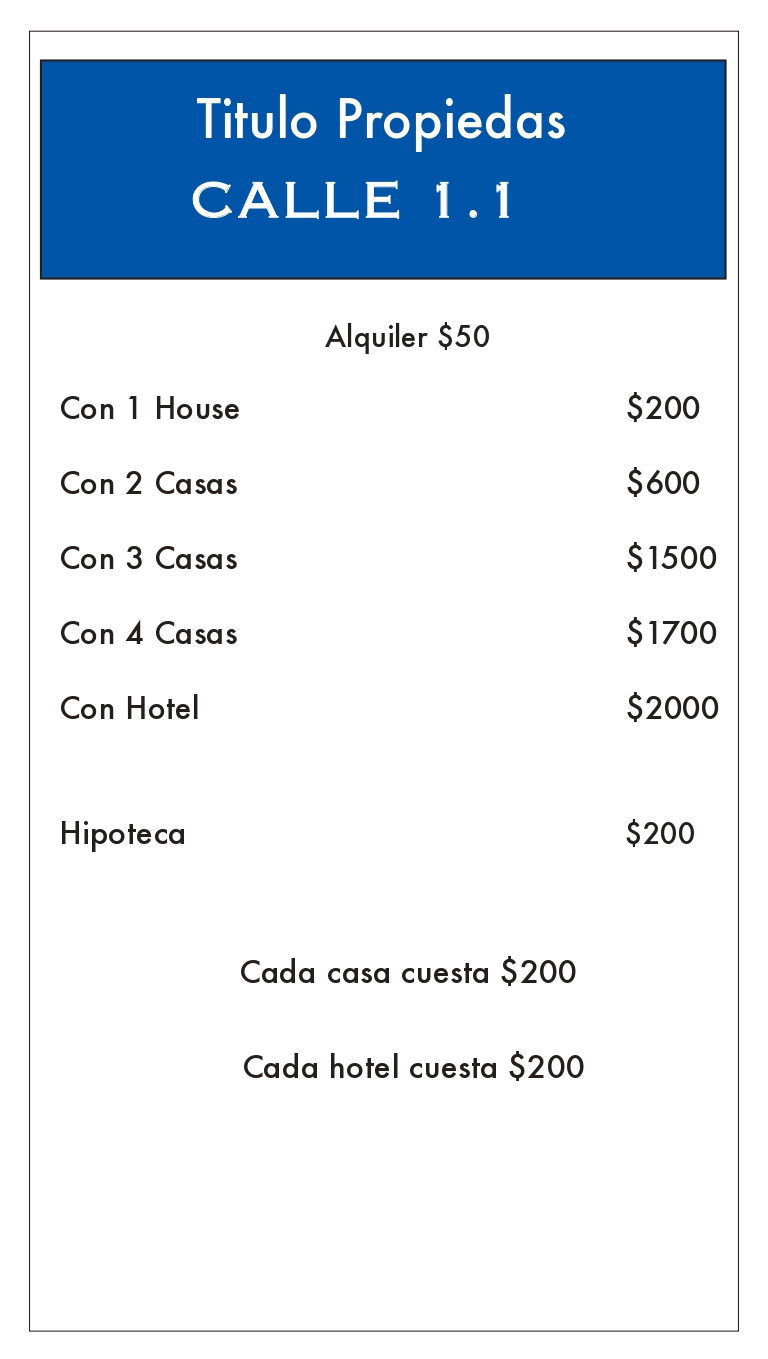 Titulo Propiedas
CALLE 1.1
Alquiler $50
Con 1 House $200
Con 2 Casas $600
Con 3 Casas $1500
Con 4 Casas $1700
Con Hotel $2000
Hipoteca $200
Cada casa cuesta $200
Cada hotel cuesta $200